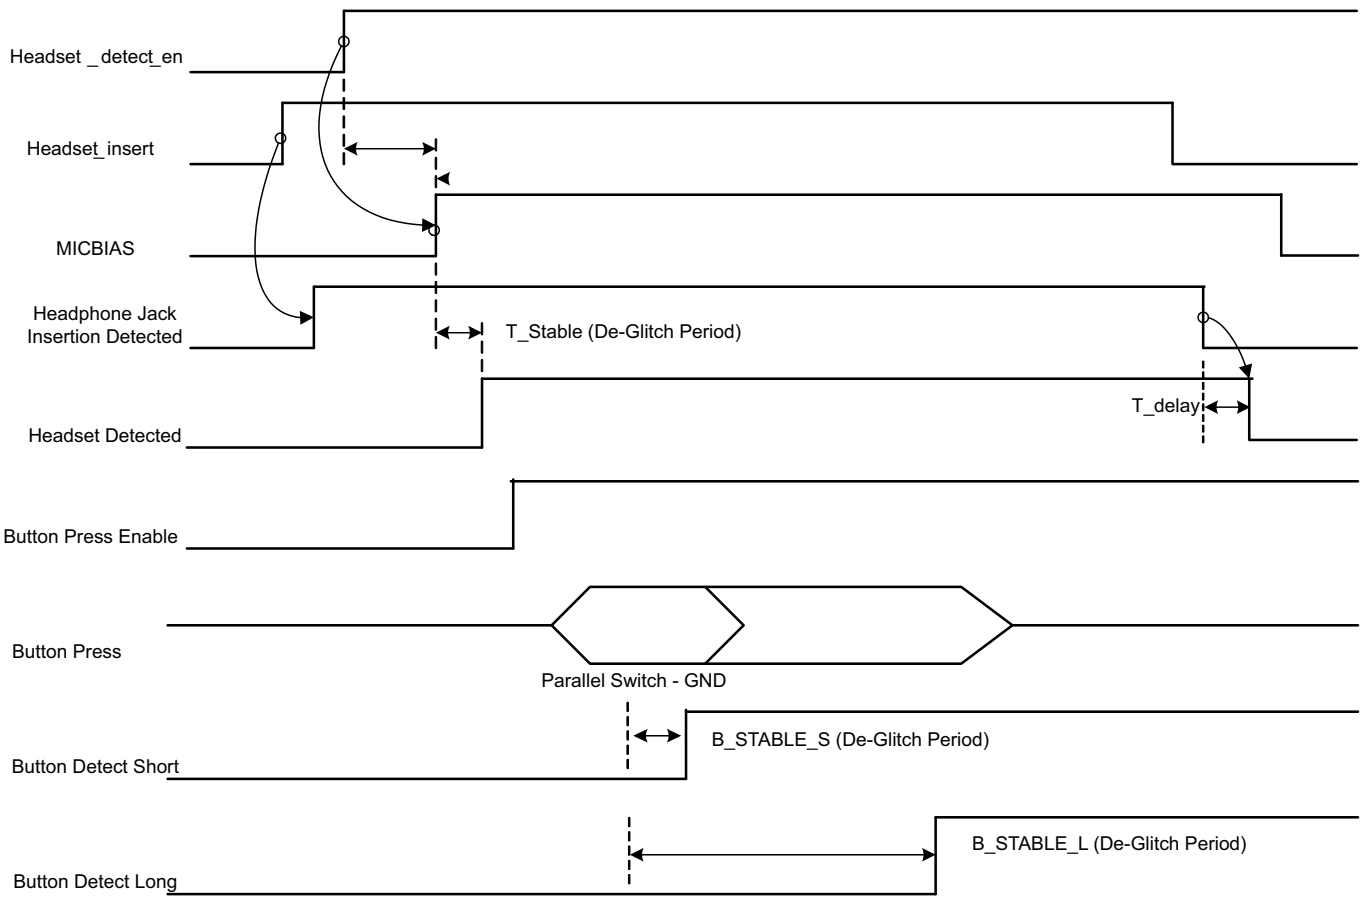 Headset _ detect_en
Headset_insert
MICBIAS
Headphone Jack
Insertion Detected
T_Stable (De-Glitch Period)
T_delay
Headset Detected
Button Press Enable
Button Press
Parallel Switch - GND
B_STABLE_S (De-Glitch Period)
Button Detect Short
B_STABLE_L (De-Glitch Period)
Button Detect Long